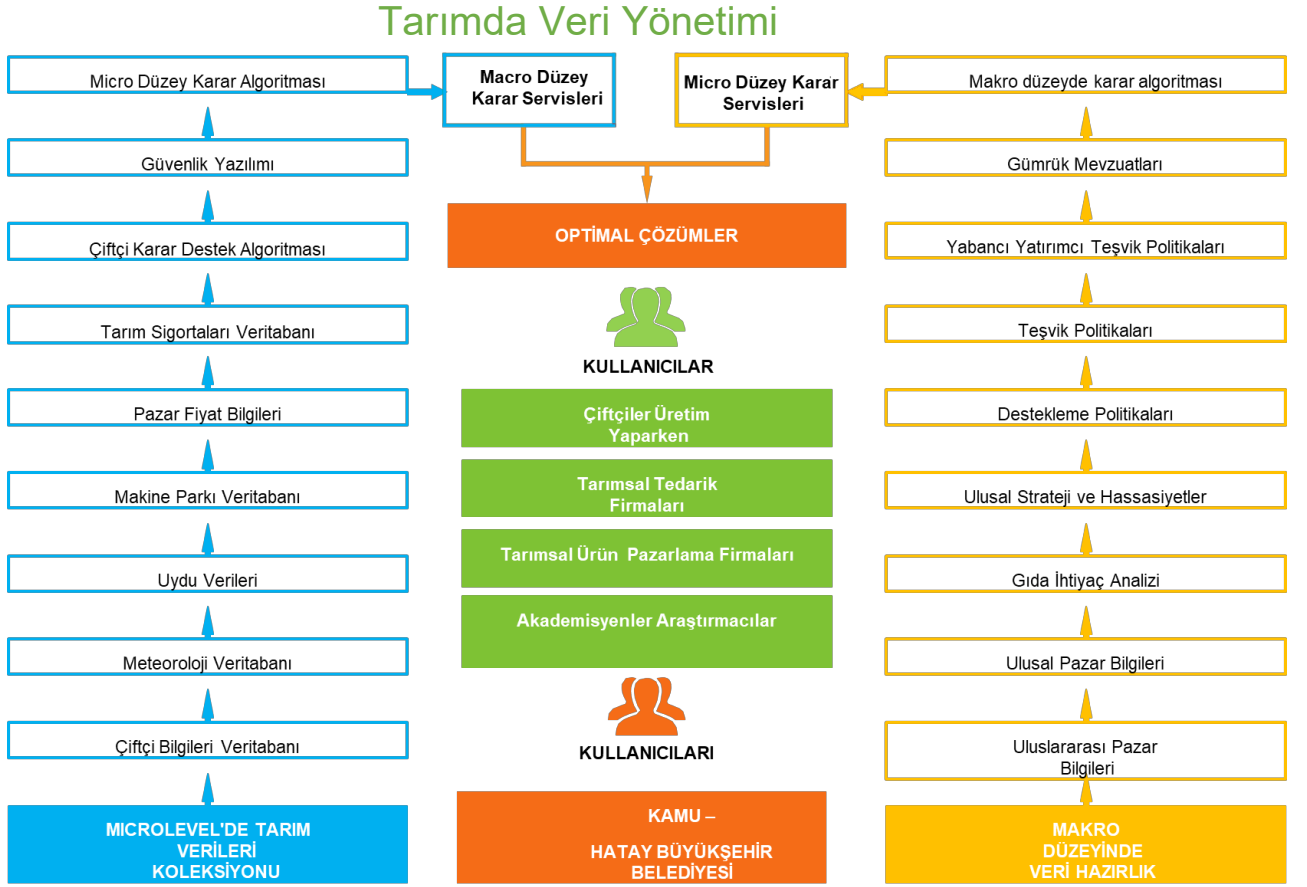 Tarımda Veri Yönetimi
Micro Düzey Karar Algoritması
Güvenlik Yazılımı
Çiftçi Karar Destek Algoritması
Tarım Sigortaları Veritabanı
Pazar Fiyat Bilgileri
Makine Parkı Veritabanı
Uydu Verileri
Meteoroloji Veritabanı
Çiftçi Bilgileri Veritabanı
MICROLEVEL'DE TARIM
VERİLERİ
KOLEKSİYONU
Macro Düzey
Karar Servisleri
Micro Düzey Karar
Servisleri
OPTİMAL ÇÖZÜMLER
KULLANICILAR
Çiftçiler Üretim
Yaparken
Tarımsal Tedarik
Firmaları
Tarımsal Ürün Pazarlama Firmaları
Akademisyenler Araştırmacılar
KULLANICILARI
KAMU –
HATAY BÜYÜKŞEHİR
BELEDİYESİ
Makro düzeyde karar algoritması
Gümrük Mevzuatları
Yabancı Yatırımcı Teşvik Politikaları
Teşvik Politikaları
Destekleme Politikaları
Ulusal Strateji ve Hassasiyetler
Gıda İhtiyaç Analizi
Ulusal Pazar Bilgileri
Uluslararası Pazar
Bilgileri
MAKRO
DÜZEYİNDE
VERİ HAZIRLIK